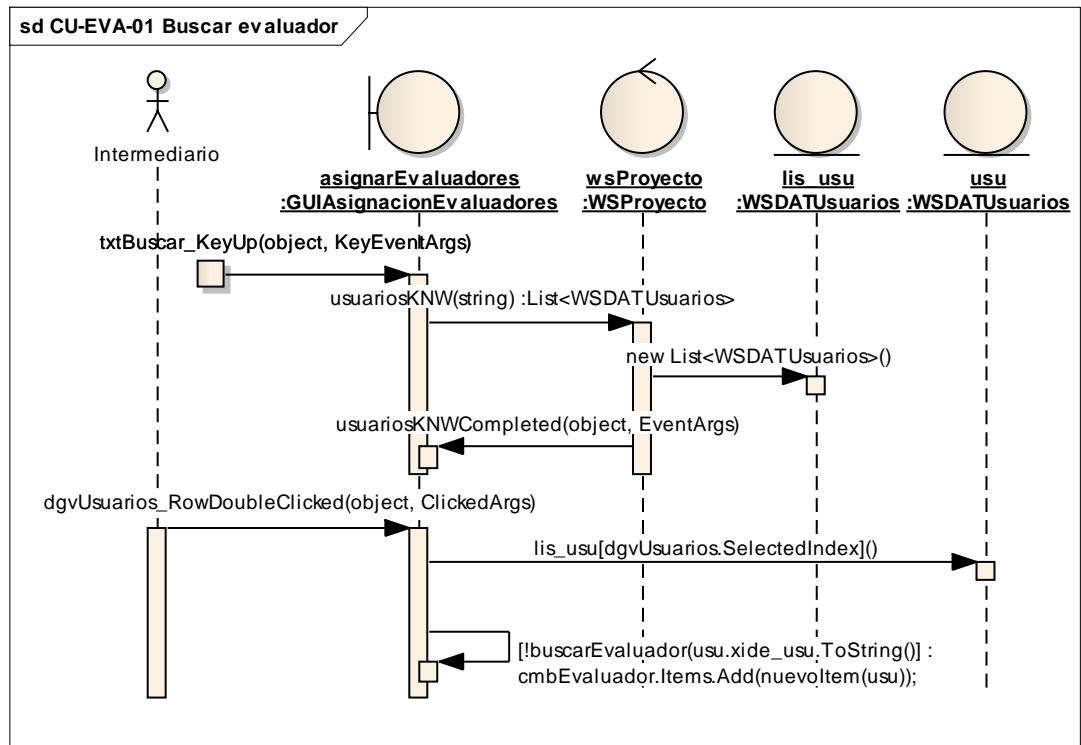 sd CU-EVA-01 Buscar evaluador
Intermediario
asignarEvaluadores
:GUIAsignacionEvaluadores
wsProyecto
:WSProyecto
lis_usu
:WSDATUsuarios
usu
:WSDATUsuarios
txtBuscar_KeyUp(object, KeyEventArgs)
usuariosKNW(string) :List<WSDATUsuarios>
new List<WSDATUsuarios>()
usuariosKNWCompleted(object, EventArgs)
dgvUsuarios_RowDoubleClicked(object, ClickedArgs)
lis_usu[dgvUsuarios.SelectedIndex]()
[!buscarEvaluador(usu.xide_usu.ToString()] :
cmbEvaluador.Items.Add(nuevoItem(usu));